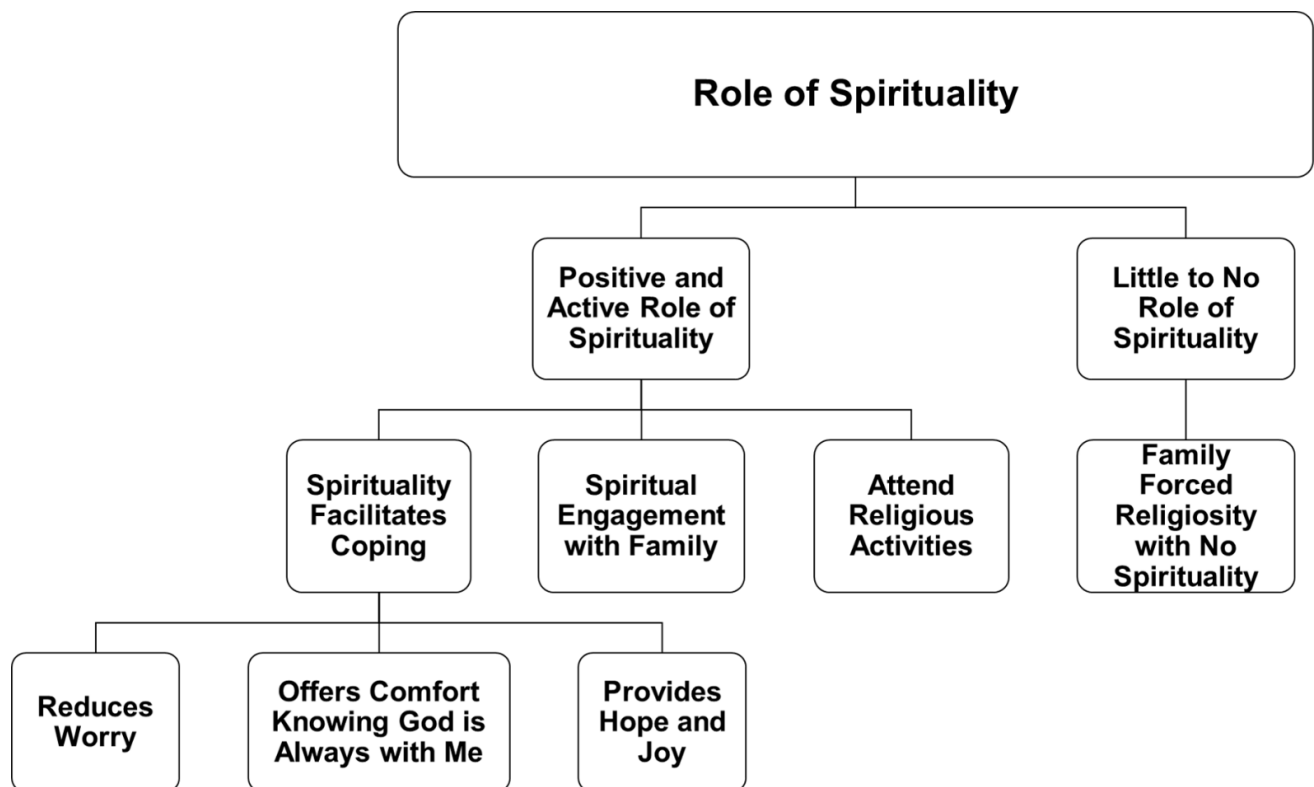 Role of Spirituality
Positive and
Active Role of
Spirituality
Little to No
Role of
Spirituality
Spirituality
Facilitates
Coping
Spiritual
Engagement
with Family
Attend
Religious
Activities
Family
Forced
Religiosity
with No
Spirituality
Reduces
Worry
Offers Comfort
Knowing God is
Always with Me
Provides
Hope and
Joy